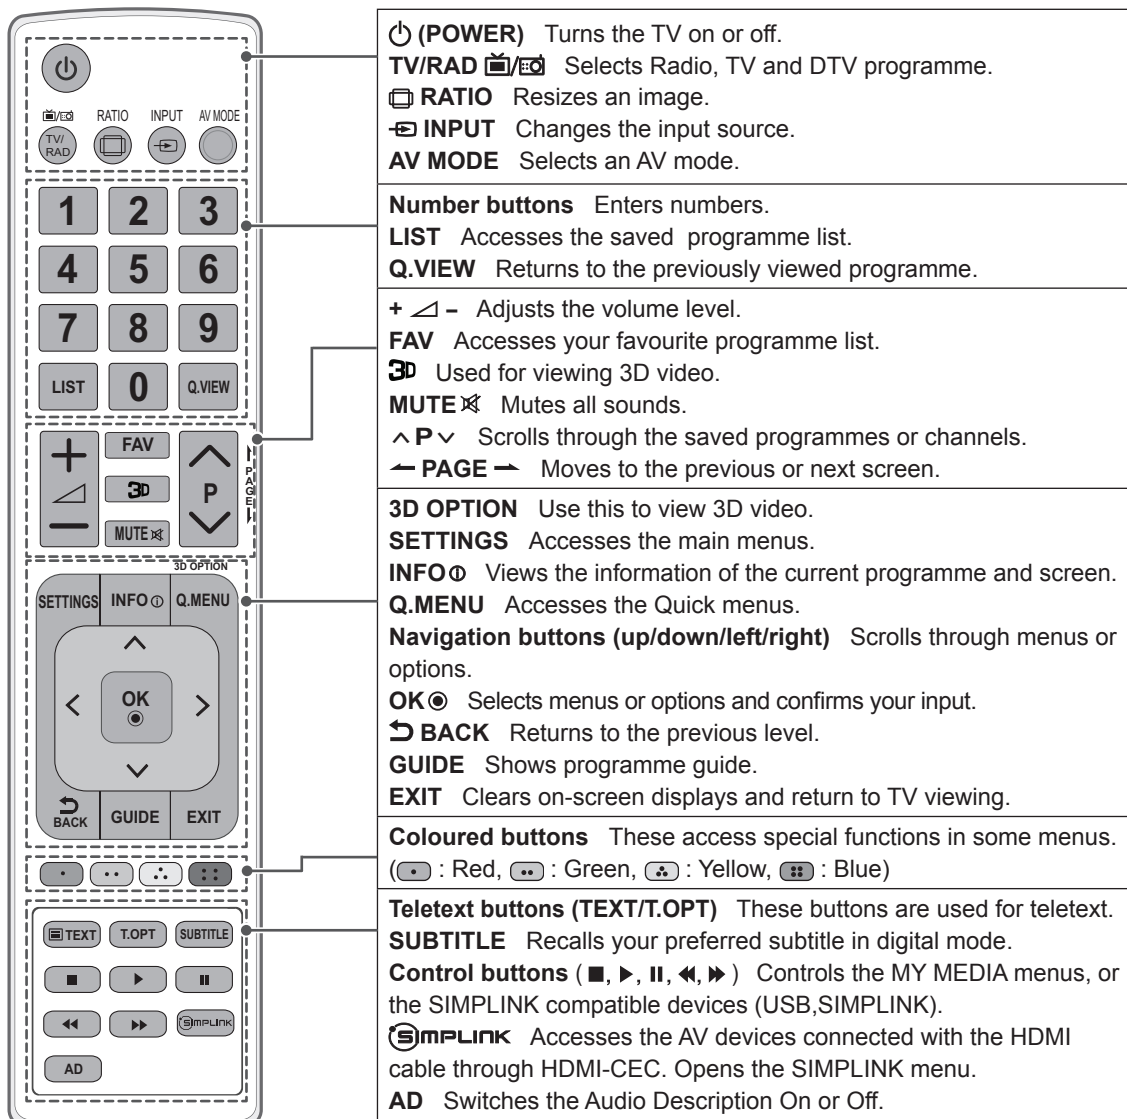 TV/RAD RATIO INPUT AV MODE
TV/
RAD
1 2 3
4 5 6
7 8 9
LIST 0 Q.VIEW
+ FAV
3D P
− MUTE
PAGE
3D OPTION
SETTINGS INFO Q.MENU
OK
BACK GUIDE EXIT
TEXT T.OPT SUBTITLE
SIMPLINK
AD
(POWER) Turns the TV on or off.
TV/RAD / Selects Radio, TV and DTV programme.
RATIO Resizes an image.
INPUT Changes the input source.
AV MODE Selects an AV mode.
Number buttons Enters numbers.
LIST Accesses the saved programme list.
Q.VIEW Returns to the previously viewed programme.
+ − Adjusts the volume level.
FAV Accesses your favourite programme list.
3D Used for viewing 3D video.
MUTE Mutes all sounds.
P Scrolls through the saved programmes or channels.
PAGE Moves to the previous or next screen.
3D OPTION Use this to view 3D video.
SETTINGS Accesses the main menus.
INFO Views the information of the current programme and screen.
Q.MENU Accesses the Quick menus.
Navigation buttons (up/down/left/right) Scrolls through menus or
options.
OK Selects menus or options and confirms your input.
BACK Returns to the previous level.
GUIDE Shows programme guide.
EXIT Clears on-screen displays and return to TV viewing.
Coloured buttons These access special functions in some menus.
( : Red, : Green, : Yellow, : Blue)
Teletext buttons (TEXT/T.OPT) These buttons are used for teletext.
SUBTITLE Recalls your preferred subtitle in digital mode.
Control buttons ( ■, ▶, II, ◀◀, ▶▶ ) Controls the MY MEDIA menus, or
the SIMPLINK compatible devices (USB,SIMPLINK).
SIMPLINK Accesses the AV devices connected with the HDMI
cable through HDMI-CEC. Opens the SIMPLINK menu.
AD Switches the Audio Description On or Off.